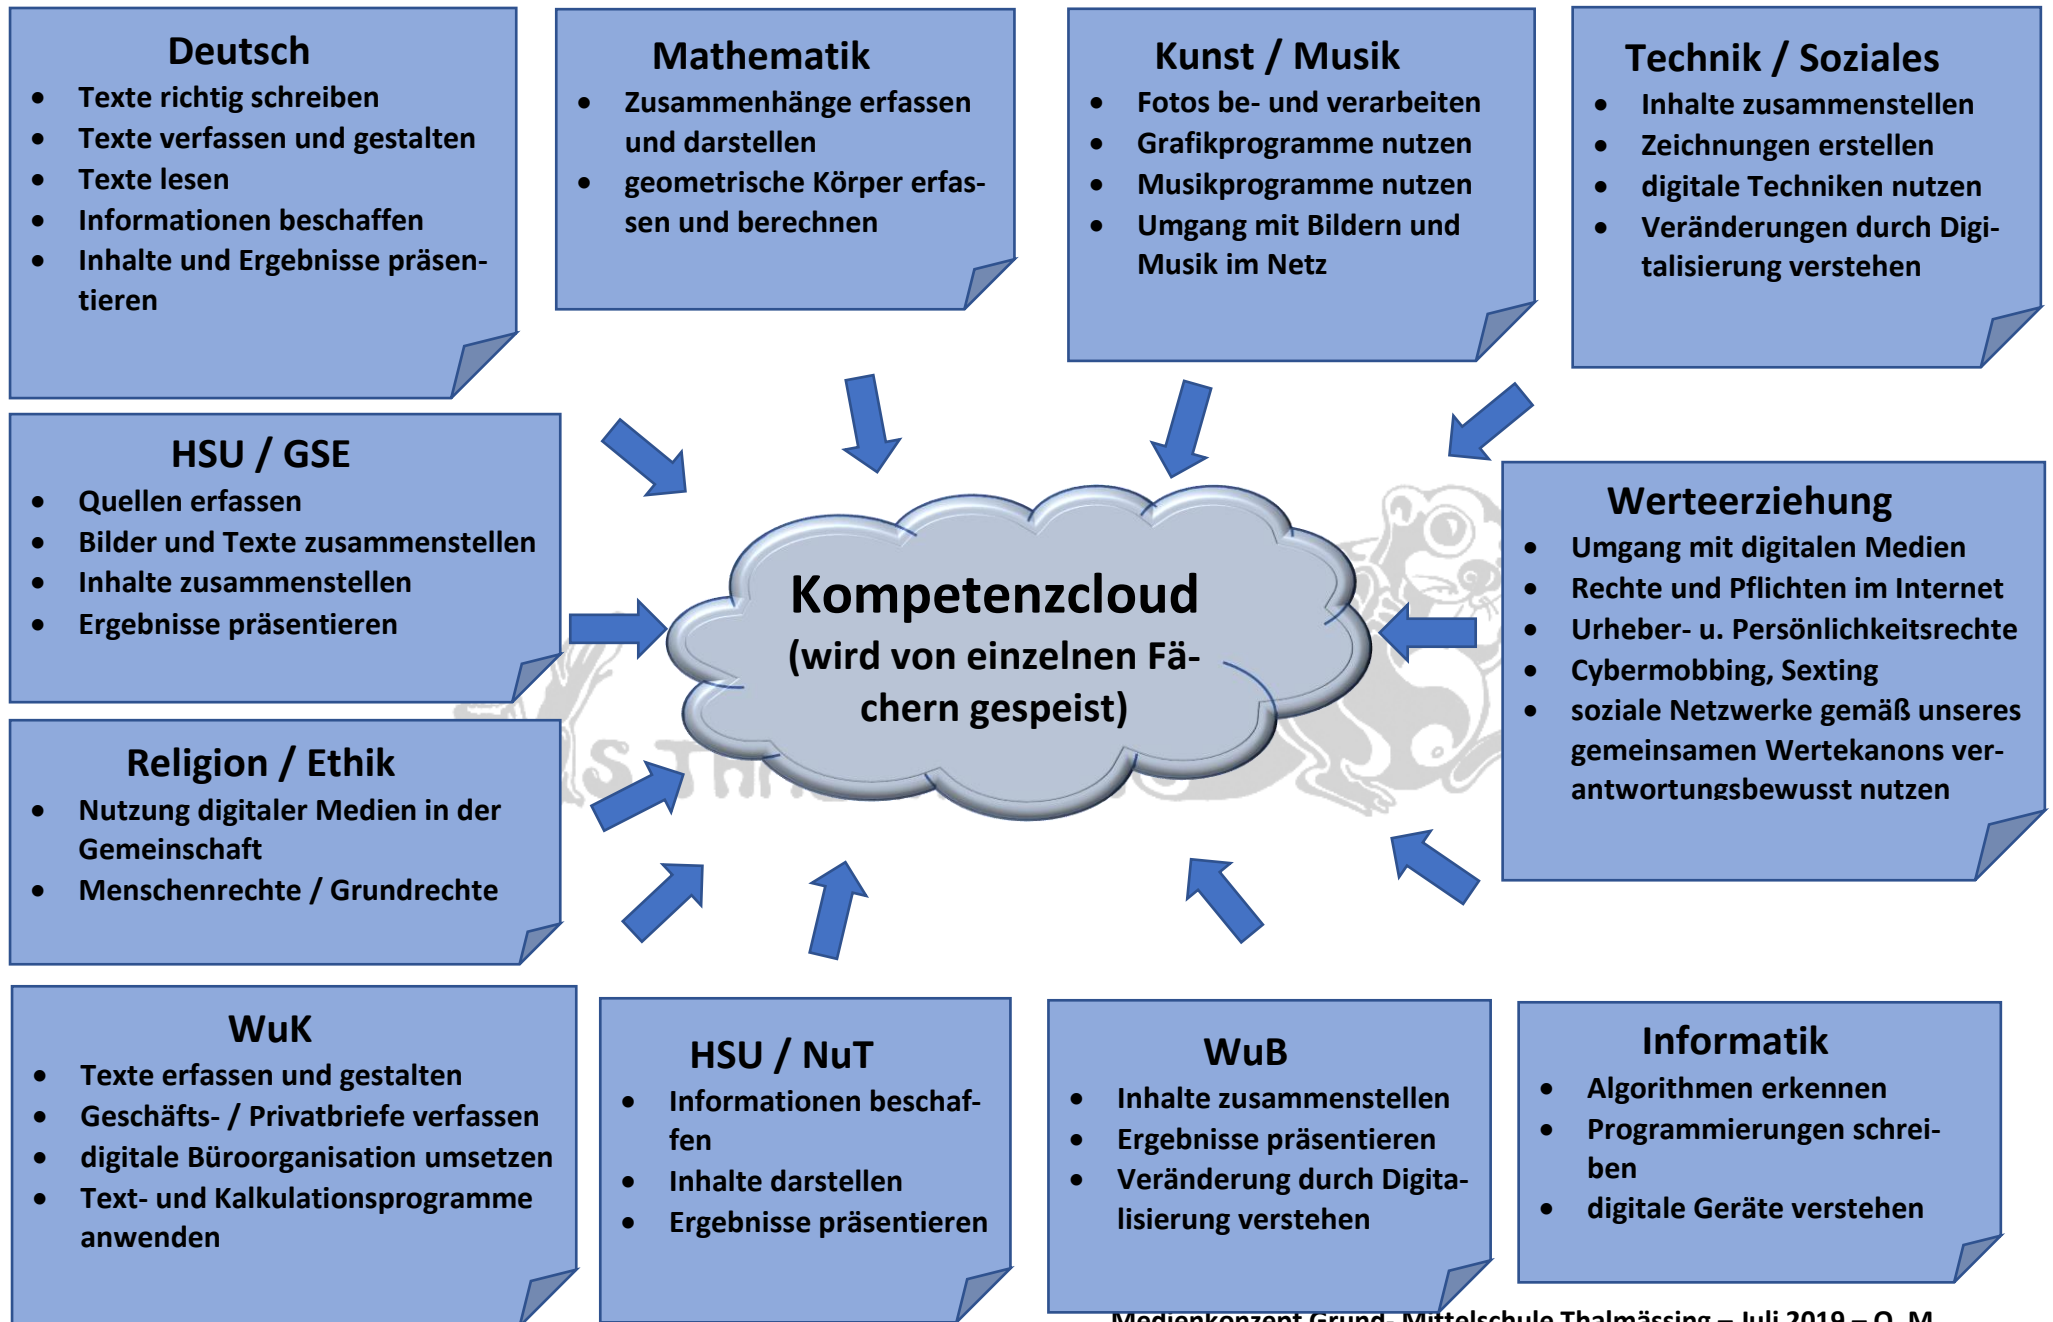 Deutsch
• Texte richtig schreiben
• Texte verfassen und gestalten
• Texte lesen
• Informationen beschaffen
• Inhalte und Ergebnisse präsen-
tieren
Mathematik
• Zusammenhänge erfassen
und darstellen
• geometrische Körper erfas-
sen und berechnen
Kunst / Musik
• Fotos be- und verarbeiten
• Grafikprogramme nutzen
• Musikprogramme nutzen
• Umgang mit Bildern und
Musik im Netz
Technik / Soziales
• Inhalte zusammenstellen
• Zeichnungen erstellen
• digitale Techniken nutzen
• Veränderungen durch Digi-
talisierung verstehen
HSU / GSE
• Quellen erfassen
• Bilder und Texte zusammenstellen
• Inhalte zusammenstellen
• Ergebnisse präsentieren
Kompetenzcloud
(wird von einzelnen Fä-
chern gespeist)
Werteerziehung
• Umgang mit digitalen Medien
• Rechte und Pflichten im Internet
• Urheber- u. Persönlichkeitsrechte
• Cybermobbing, Sexting
• soziale Netzwerke gemäß unseres
gemeinsamen Wertekanons ver-
antwortungsbewusst nutzen
Religion / Ethik
• Nutzung digitaler Medien in der
Gemeinschaft
• Menschenrechte / Grundrechte
WuK
• Texte erfassen und gestalten
• Geschäfts- / Privatbriefe verfassen
• digitale Büroorganisation umsetzen
• Text- und Kalkulationsprogramme
anwenden
HSU / NuT
• Informationen beschaf-
fen
• Inhalte darstellen
• Ergebnisse präsentieren
WuB
• Inhalte zusammenstellen
• Ergebnisse präsentieren
• Veränderung durch Digita-
lisierung verstehen
Informatik
• Algorithmen erkennen
• Programmierungen schrei-
ben
• digitale Geräte verstehen
Medienkonzept Grund- Mittelschule Thalmässing – Juli 2019 – O. M.